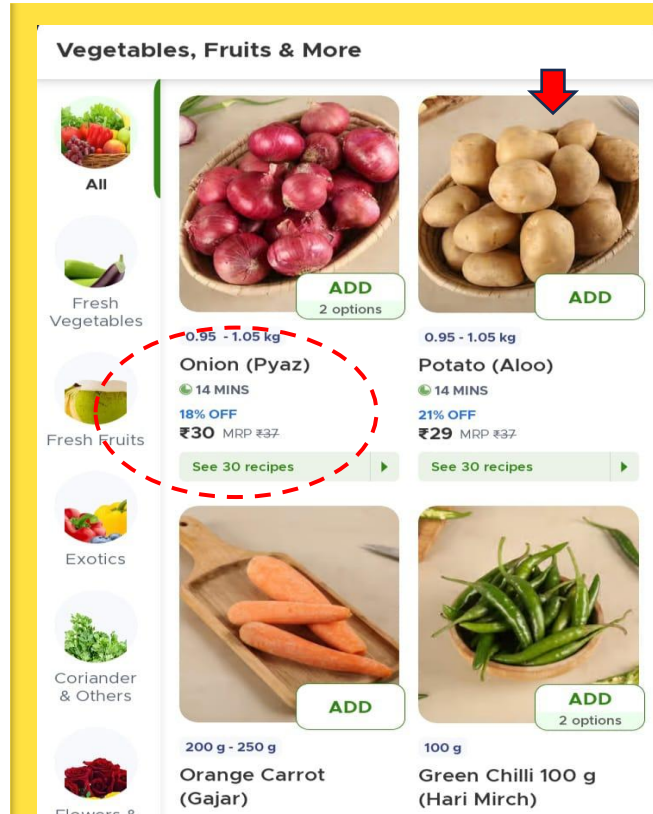 Vegetables, Fruits & More
All
Fresh
Vegetables
Fresh Fruits
Exotics
Coriander
& Others
Flowers &
ADD
2 options
0.95 - 1.05 kg
Onion (Pyaz)
14 MINS
18% OFF
₹30 MRP ₹37
See 30 recipes
ADD
0.95 - 1.05 kg
Potato (Aloo)
14 MINS
21% OFF
₹29 MRP ₹37
See 30 recipes
ADD
200 g - 250 g
Orange Carrot
(Gajar)
ADD
2 options
100 g
Green Chilli 100 g
(Hari Mirch)